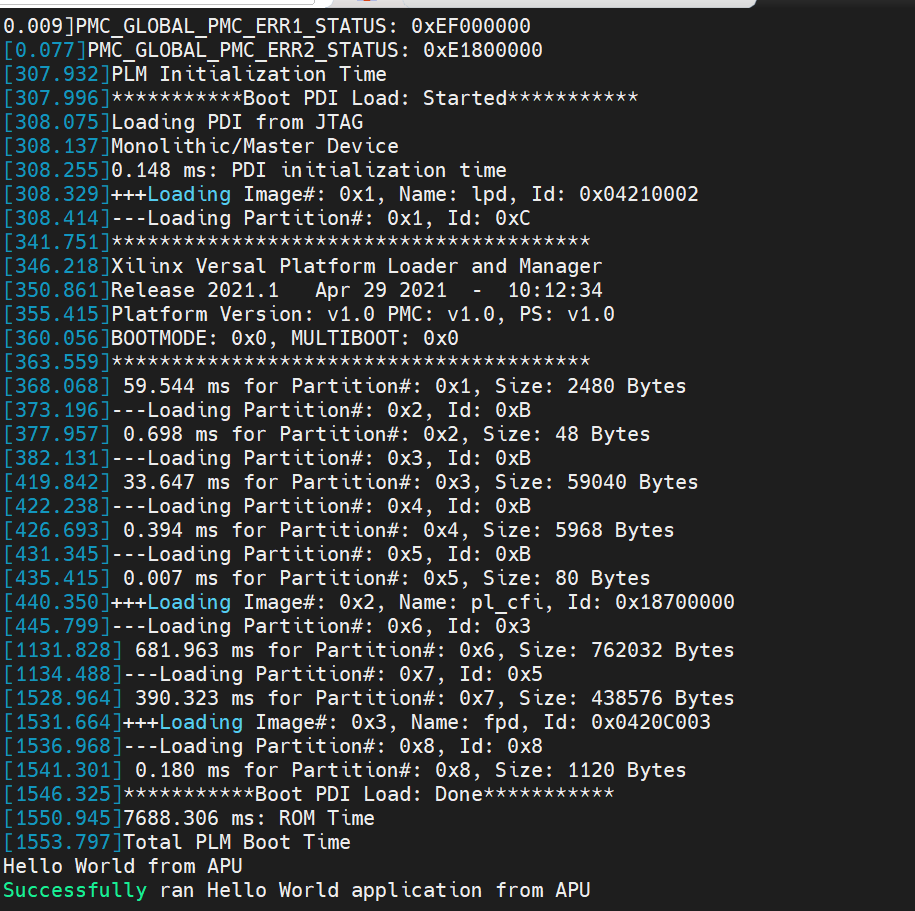 0.009]PMC_GLOBAL_PMC_ERR1_STATUS: 0xEF000000
[0.077]PMC_GLOBAL_PMC_ERR2_STATUS: 0xE1800000
[307.932]PLM Initialization Time
[307.996]***********Boot PDI Load: Started***********
[308.075]Loading PDI from JTAG
[308.137]Monolithic/Master Device
[308.255]0.148 ms: PDI initialization time
[308.329]+++Loading Image#: 0x1, Name: lpd, Id: 0x04210002
[308.414]---Loading Partition#: 0x1, Id: 0xC
[341.751]****************************************
[346.218]Xilinx Versal Platform Loader and Manager
[350.861]Release 2021.1   Apr 29 2021  -  10:12:34
[355.415]Platform Version: v1.0 PMC: v1.0, PS: v1.0
[360.056]BOOTMODE: 0x0, MULTIBOOT: 0x0
[363.559]****************************************
[368.068] 59.544 ms for Partition#: 0x1, Size: 2480 Bytes
[373.196]---Loading Partition#: 0x2, Id: 0xB
[377.957] 0.698 ms for Partition#: 0x2, Size: 48 Bytes
[382.131]---Loading Partition#: 0x3, Id: 0xB
[419.842] 33.647 ms for Partition#: 0x3, Size: 59040 Bytes
[422.238]---Loading Partition#: 0x4, Id: 0xB
[426.693] 0.394 ms for Partition#: 0x4, Size: 5968 Bytes
[431.345]---Loading Partition#: 0x5, Id: 0xB
[435.415] 0.007 ms for Partition#: 0x5, Size: 80 Bytes
[440.350]+++Loading Image#: 0x2, Name: pl_cfi, Id: 0x18700000
[445.799]---Loading Partition#: 0x6, Id: 0x3
[1131.828] 681.963 ms for Partition#: 0x6, Size: 762032 Bytes
[1134.488]---Loading Partition#: 0x7, Id: 0x5
[1528.964] 390.323 ms for Partition#: 0x7, Size: 438576 Bytes
[1531.664]+++Loading Image#: 0x3, Name: fpd, Id: 0x0420C003
[1536.968]---Loading Partition#: 0x8, Id: 0x8
[1541.301] 0.180 ms for Partition#: 0x8, Size: 1120 Bytes
[1546.325]***********Boot PDI Load: Done***********
[1550.945]7688.306 ms: ROM Time
[1553.797]Total PLM Boot Time
Hello World from APU
Successfully ran Hello World application from APU